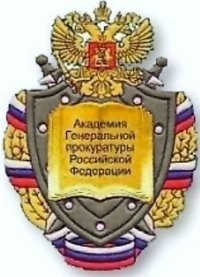 Академия
Генеральной
прокуратуры
Российской
Федерации